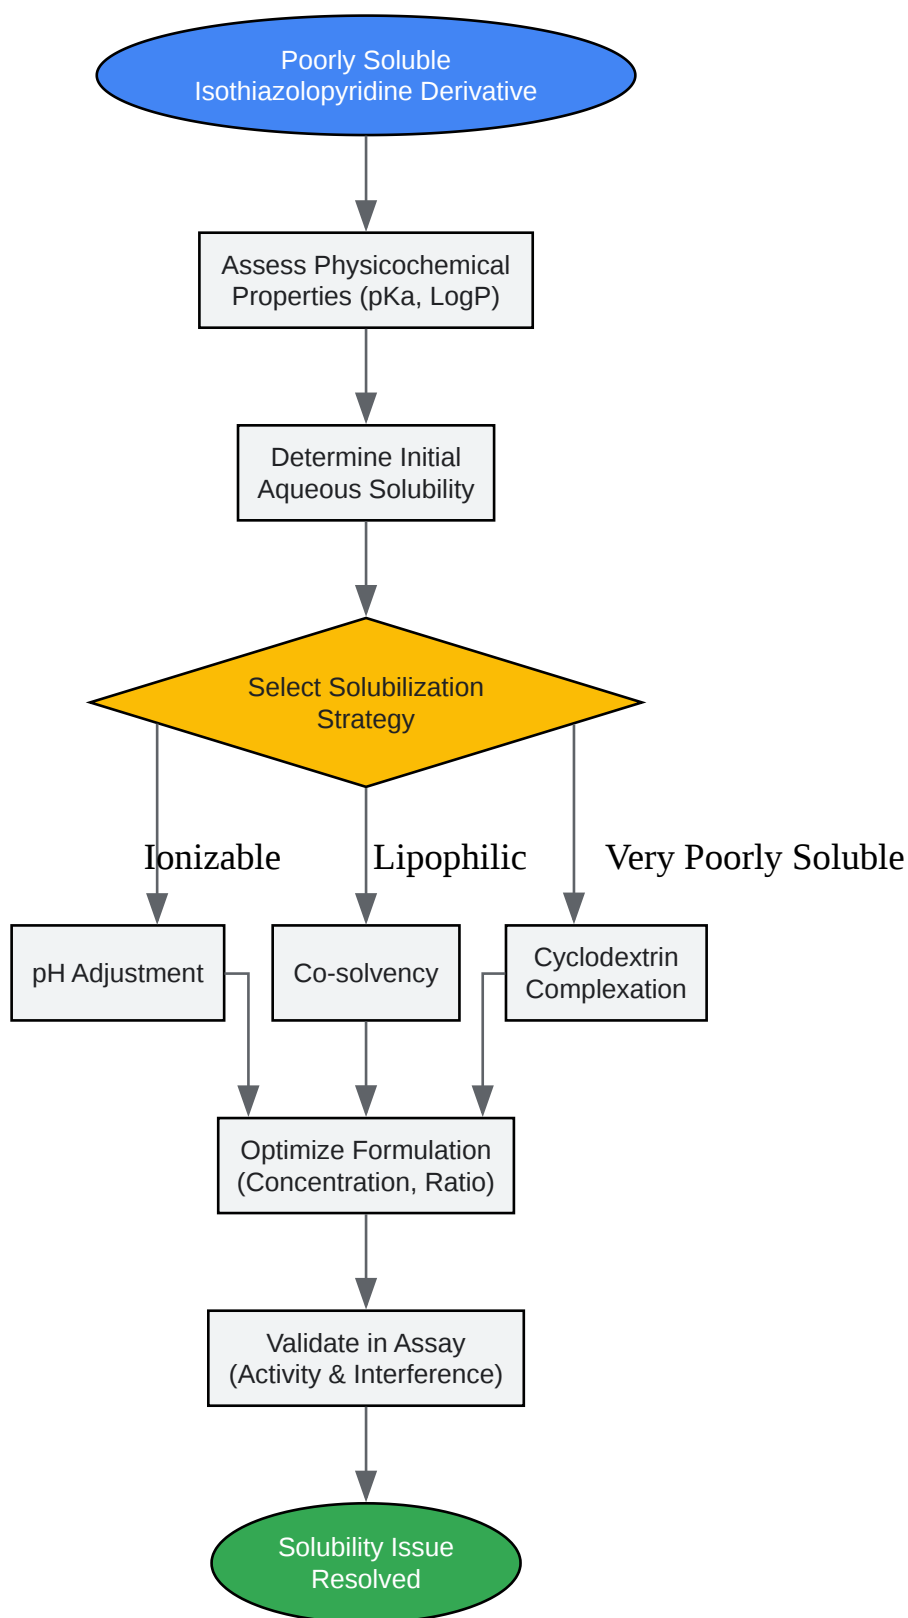 Poorly Soluble
Isothiazolopyridine Derivative
Assess Physicochemical
Properties (pKa, LogP)
Determine Initial
Aqueous Solubility
Select Solubilization
Strategy
Ionizable
Lipophilic
Very Poorly Soluble
pH Adjustment
Co-solvency
Cyclodextrin
Complexation
Optimize Formulation
(Concentration, Ratio)
Validate in Assay
(Activity & Interference)
Solubility Issue
Resolved